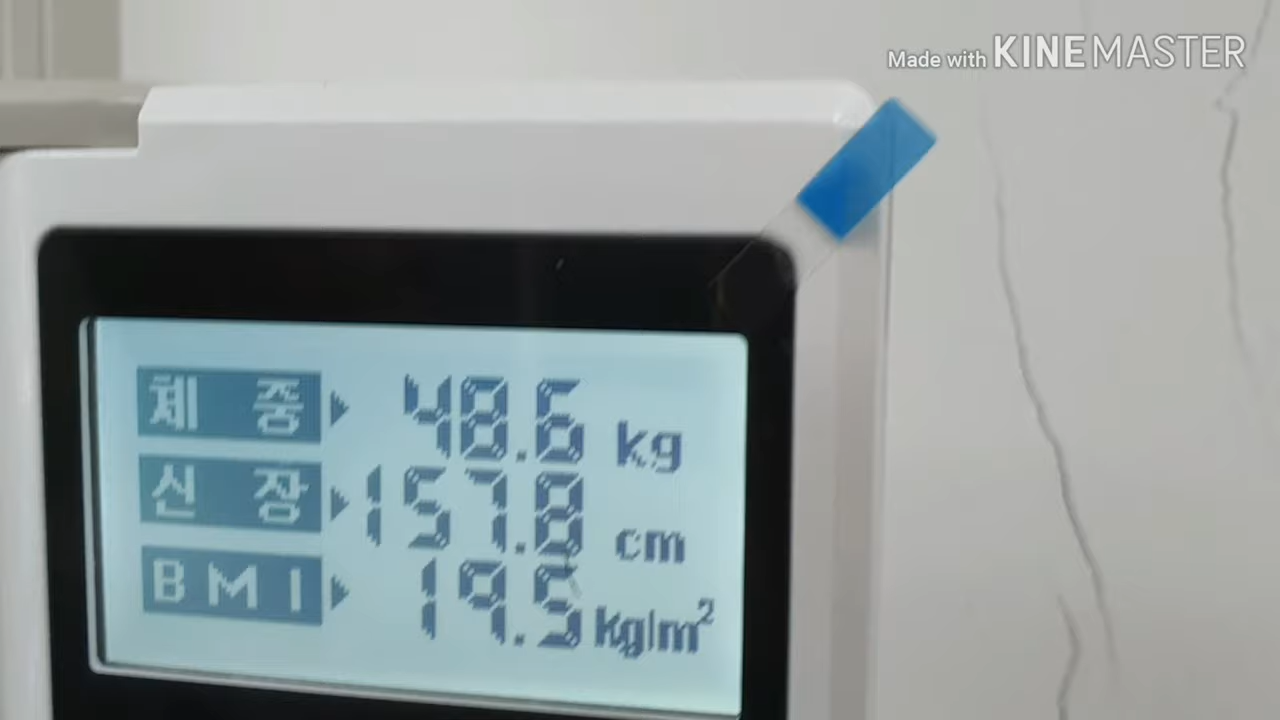 Made with KINEMASTER
체 중 48.6 kg
신 장 157.8 cm
BMI 19.5 kg/m²